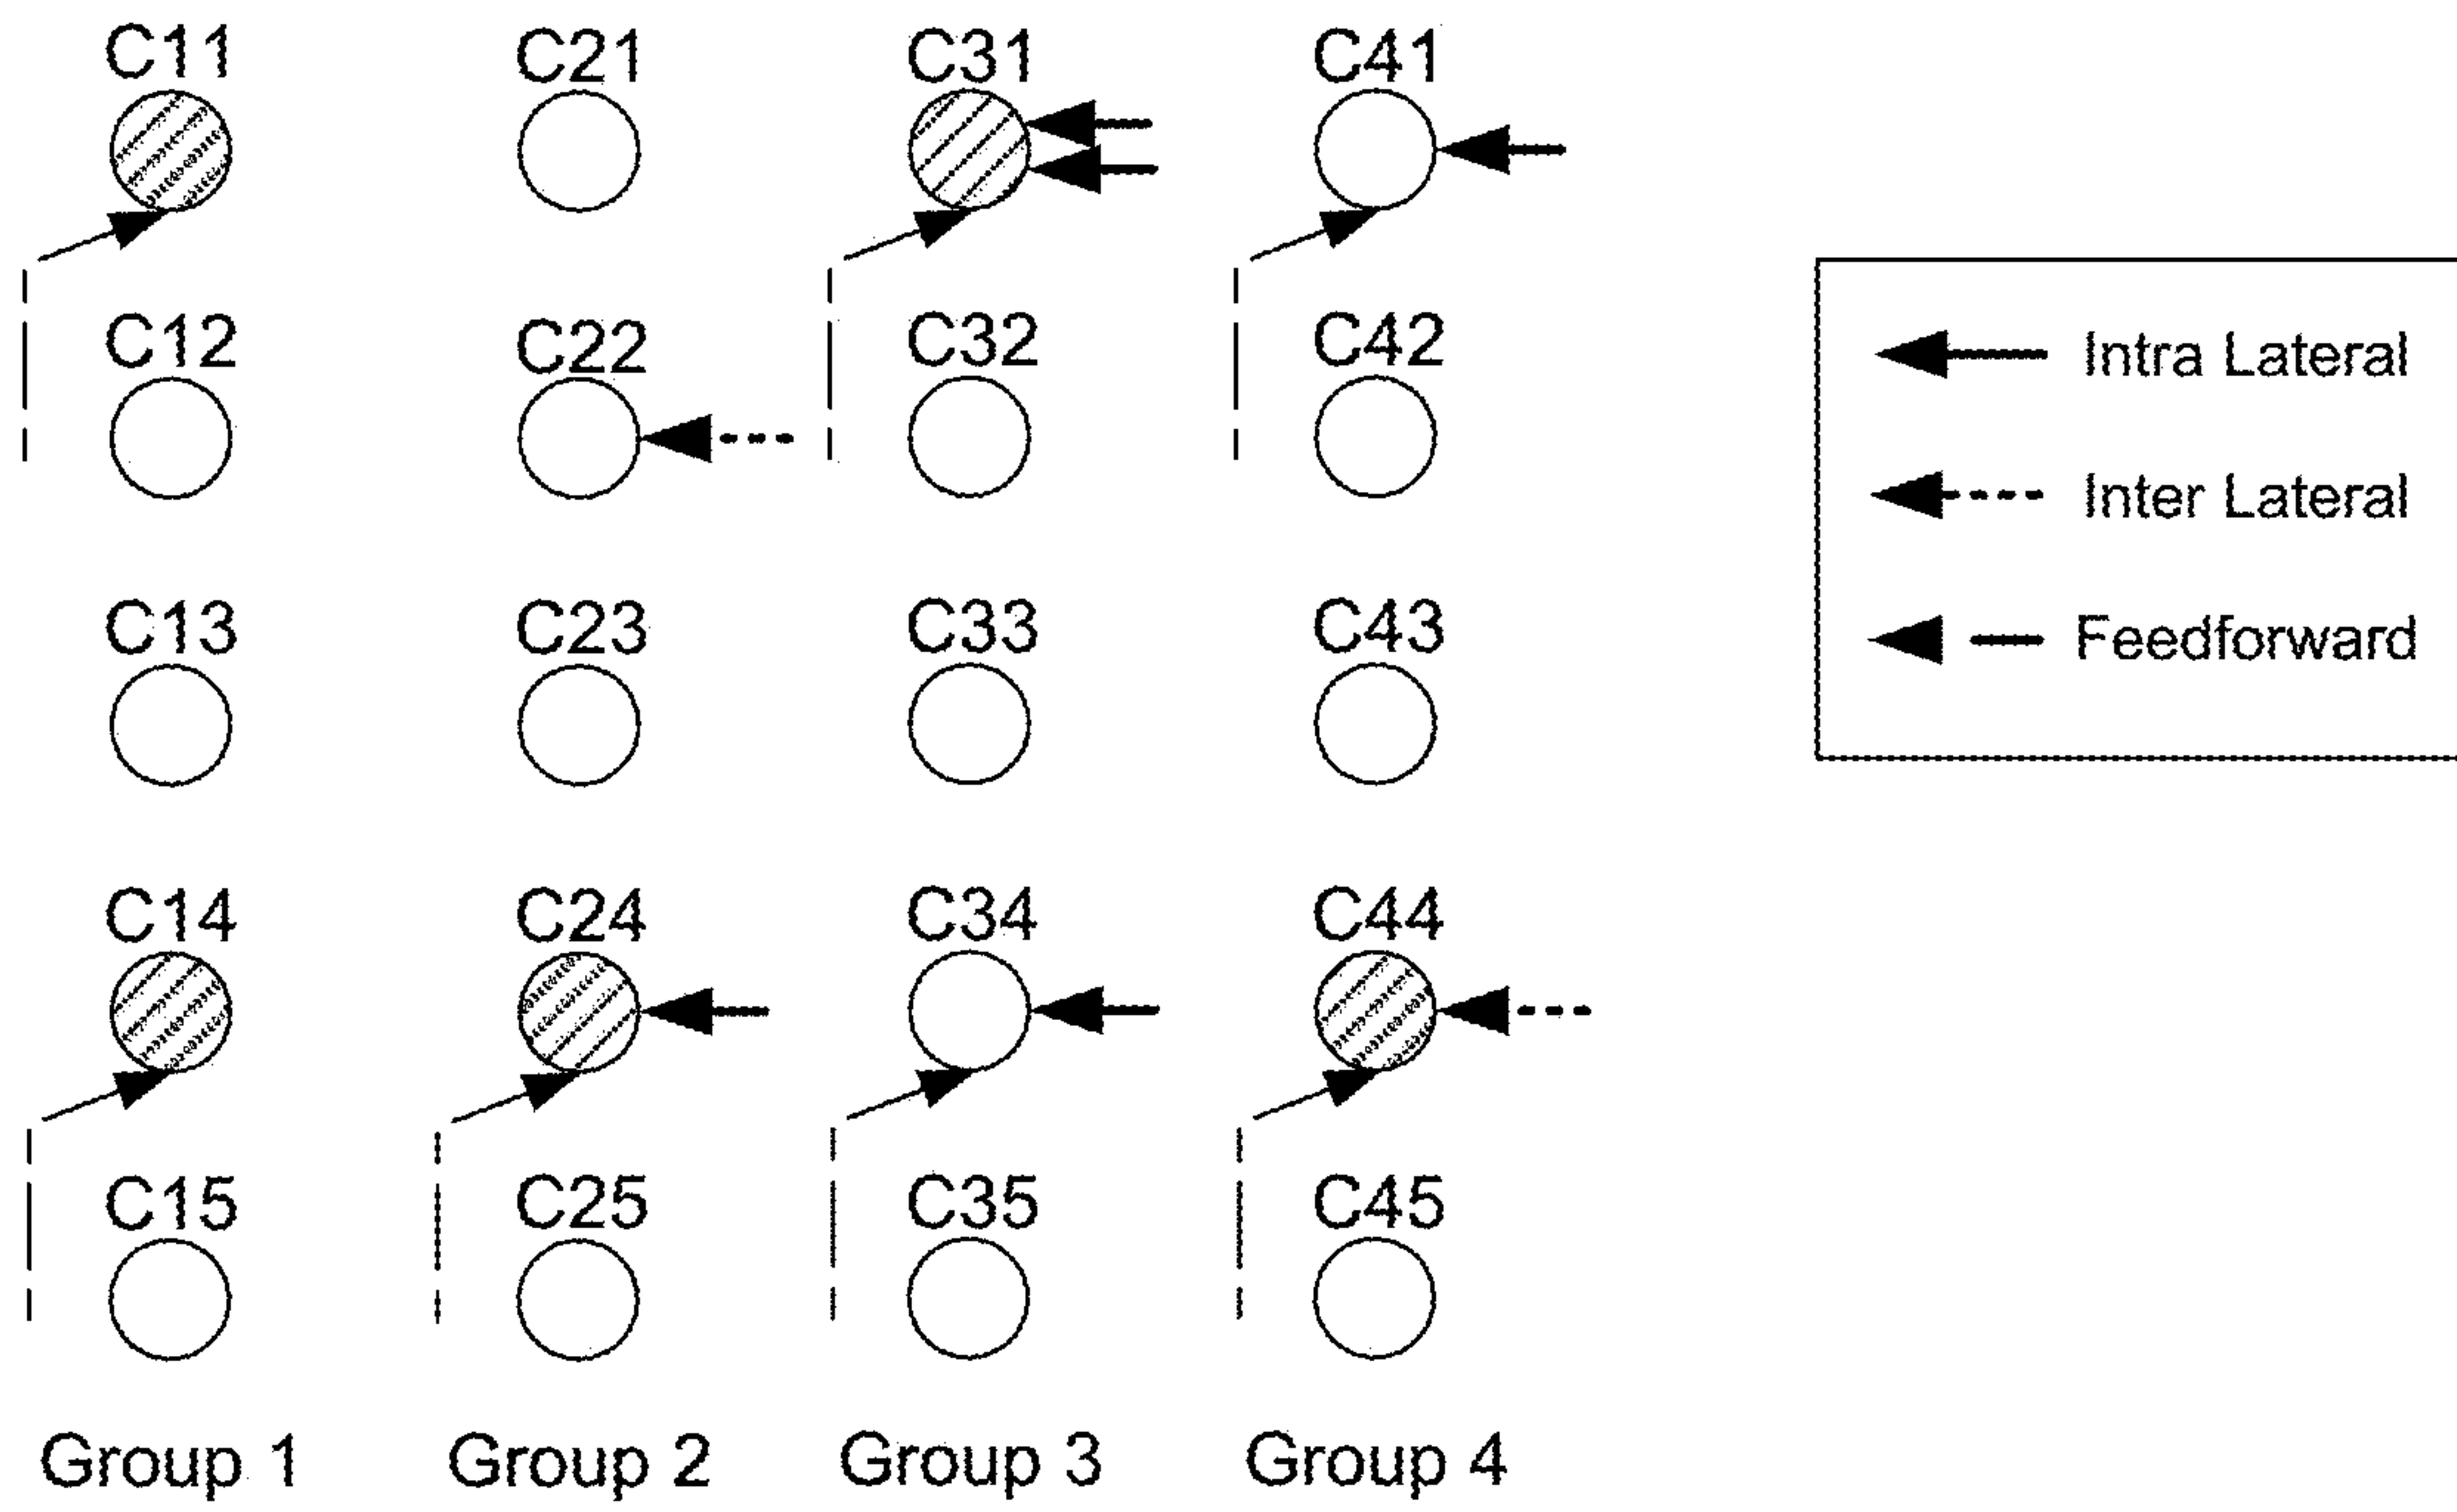 C11 C21 C31 C41
C12 C22 C32 C42
Intra Lateral
Inter Lateral
C13 C23 C33 C43
Feedforward
C14 C24 C34 C44
C15 C25 C35 C45
Group 1 Group 2 Group 3 Group 4